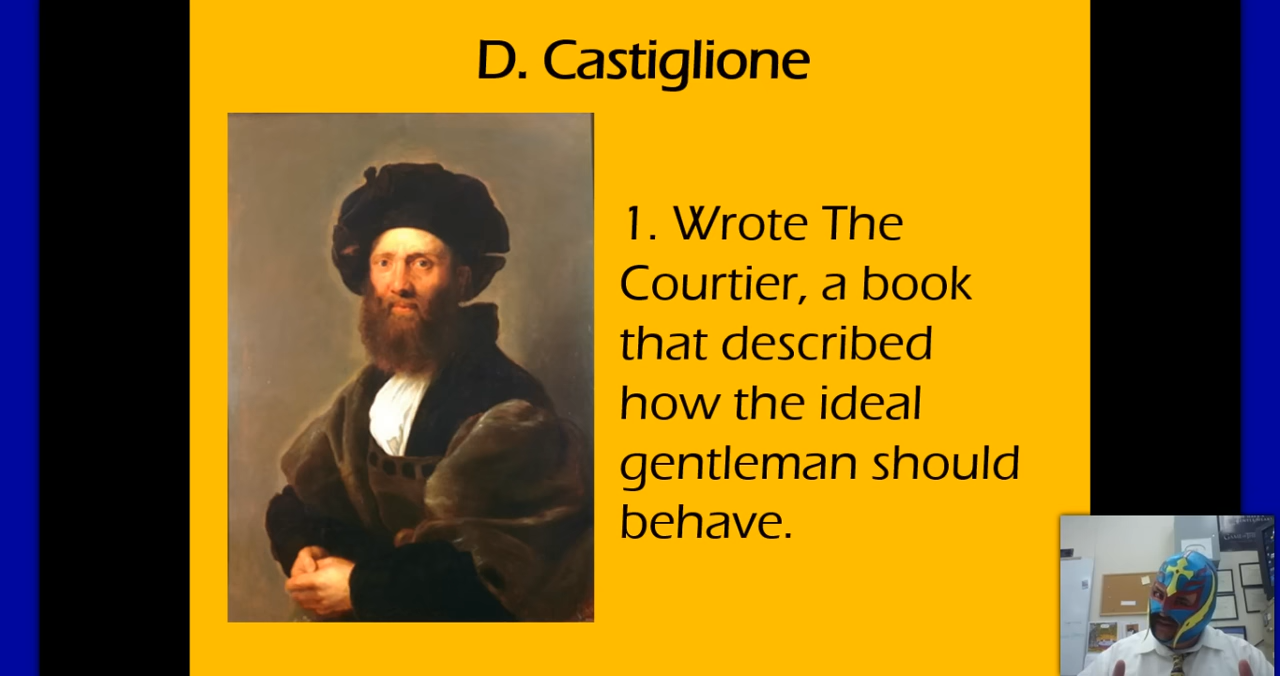 D. Castiglione
1. Wrote The
Courtier, a book
that described
how the ideal
gentleman should
behave.